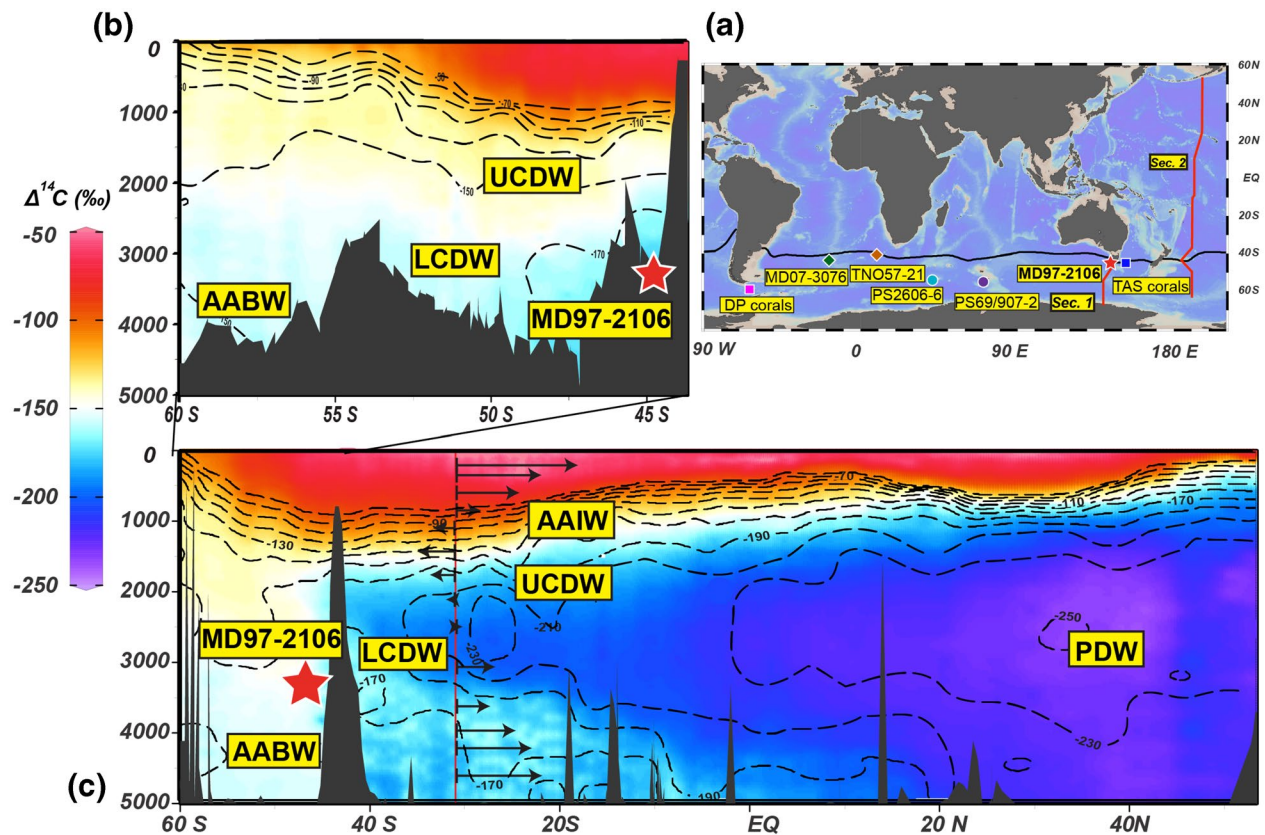 (b)
(a)
0
1000
2000
3000
4000
5000
60 S
55 S
50 S
45 S
-90
-90
-70
-110
-150
-170
-150
UCDW
LCDW
AABW
MD97-2106
Δ¹⁴C (‰)
-50
-100
-150
-200
-250
60N
40N
20N
EQ
20S
40S
60S
90 W
0
90 E
180 E
Sec. 2
MD07-3076
TNO57-21
MD97-2106
DP corals
PS2606-6
PS69/907-2
Sec. 1
TAS corals
(c)
0
1000
2000
3000
4000
5000
60 S
40 S
20S
EQ
20 N
40N
-70
-110
-170
-90
-130
-190
-210
-230
-250
-170
-230
-170
-190
AAIW
UCDW
MD97-2106
LCDW
PDW
AABW